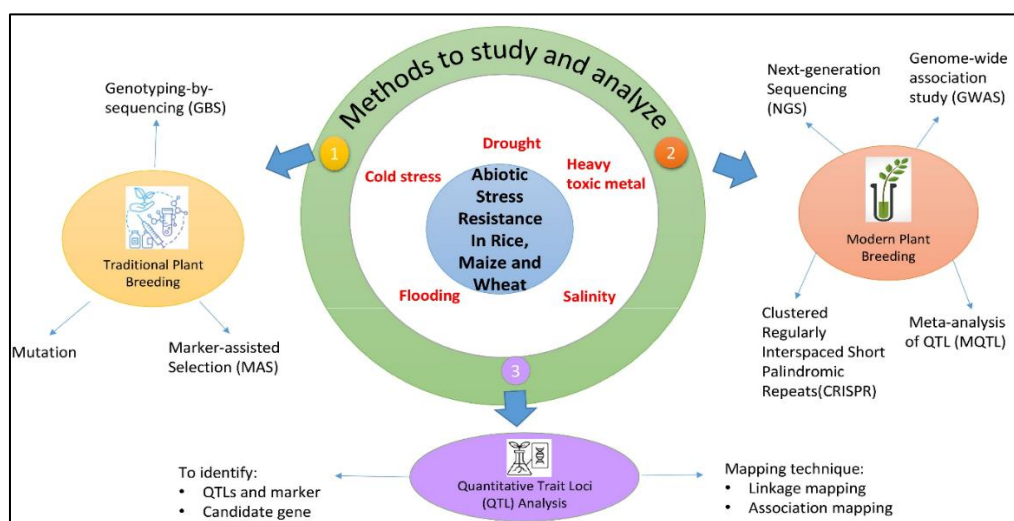 Methods to study and analyze
1
2
3
Drought
Cold stress
Heavy
toxic metal
Flooding
Salinity
Abiotic
Stress
Resistance
In Rice,
Maize and
Wheat
Genotyping-by-
sequencing (GBS)
Traditional Plant
Breeding
Mutation
Marker-assisted
Selection (MAS)
Next-generation
Sequencing
(NGS)
Genome-wide
association
study (GWAS)
Modern Plant
Breeding
Clustered
Regularly
Interspaced Short
Palindromic
Repeats(CRISPR)
Meta-analysis
of QTL (MQTL)
Quantitative Trait Loci
(QTL) Analysis
To identify:
• QTLs and marker
• Candidate gene
Mapping technique:
• Linkage mapping
• Association mapping